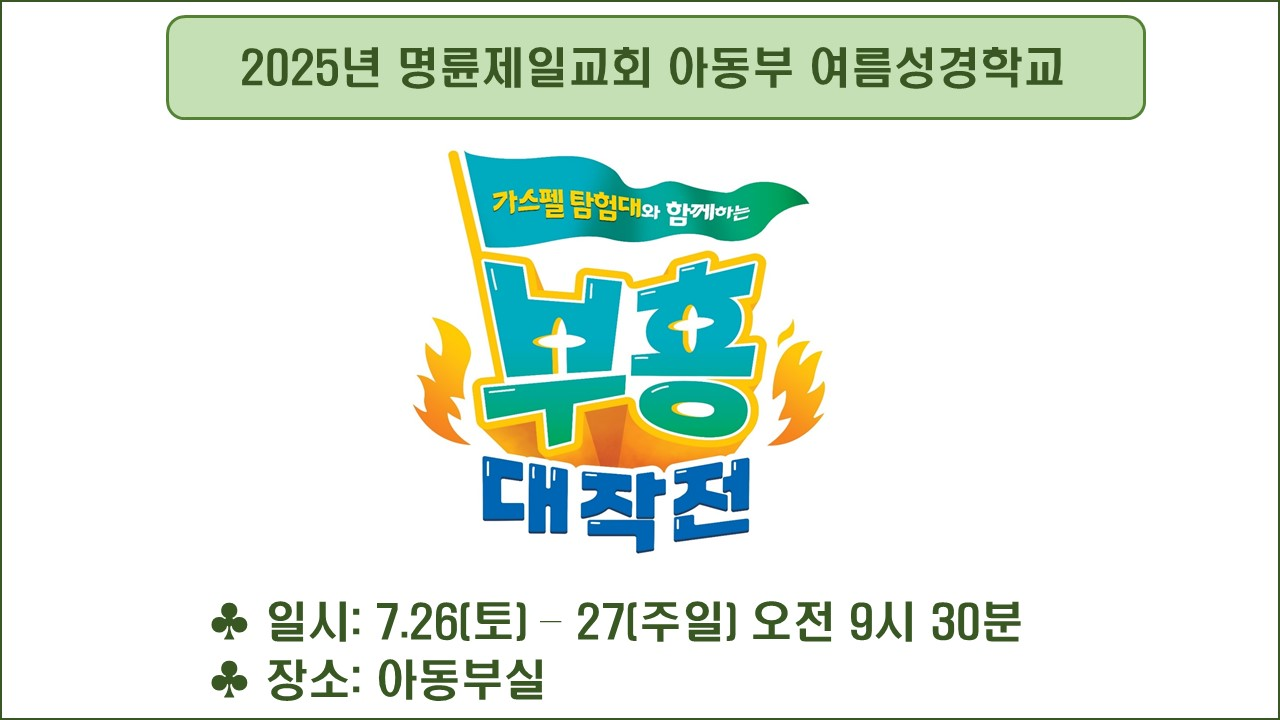 2025년 명륜제일교회 아동부 여름성경학교
가스펠 탐험대와 함께하는
부흥
대작전
♣ 일시: 7.26(토) – 27(주일) 오전 9시 30분
♣ 장소: 아동부실